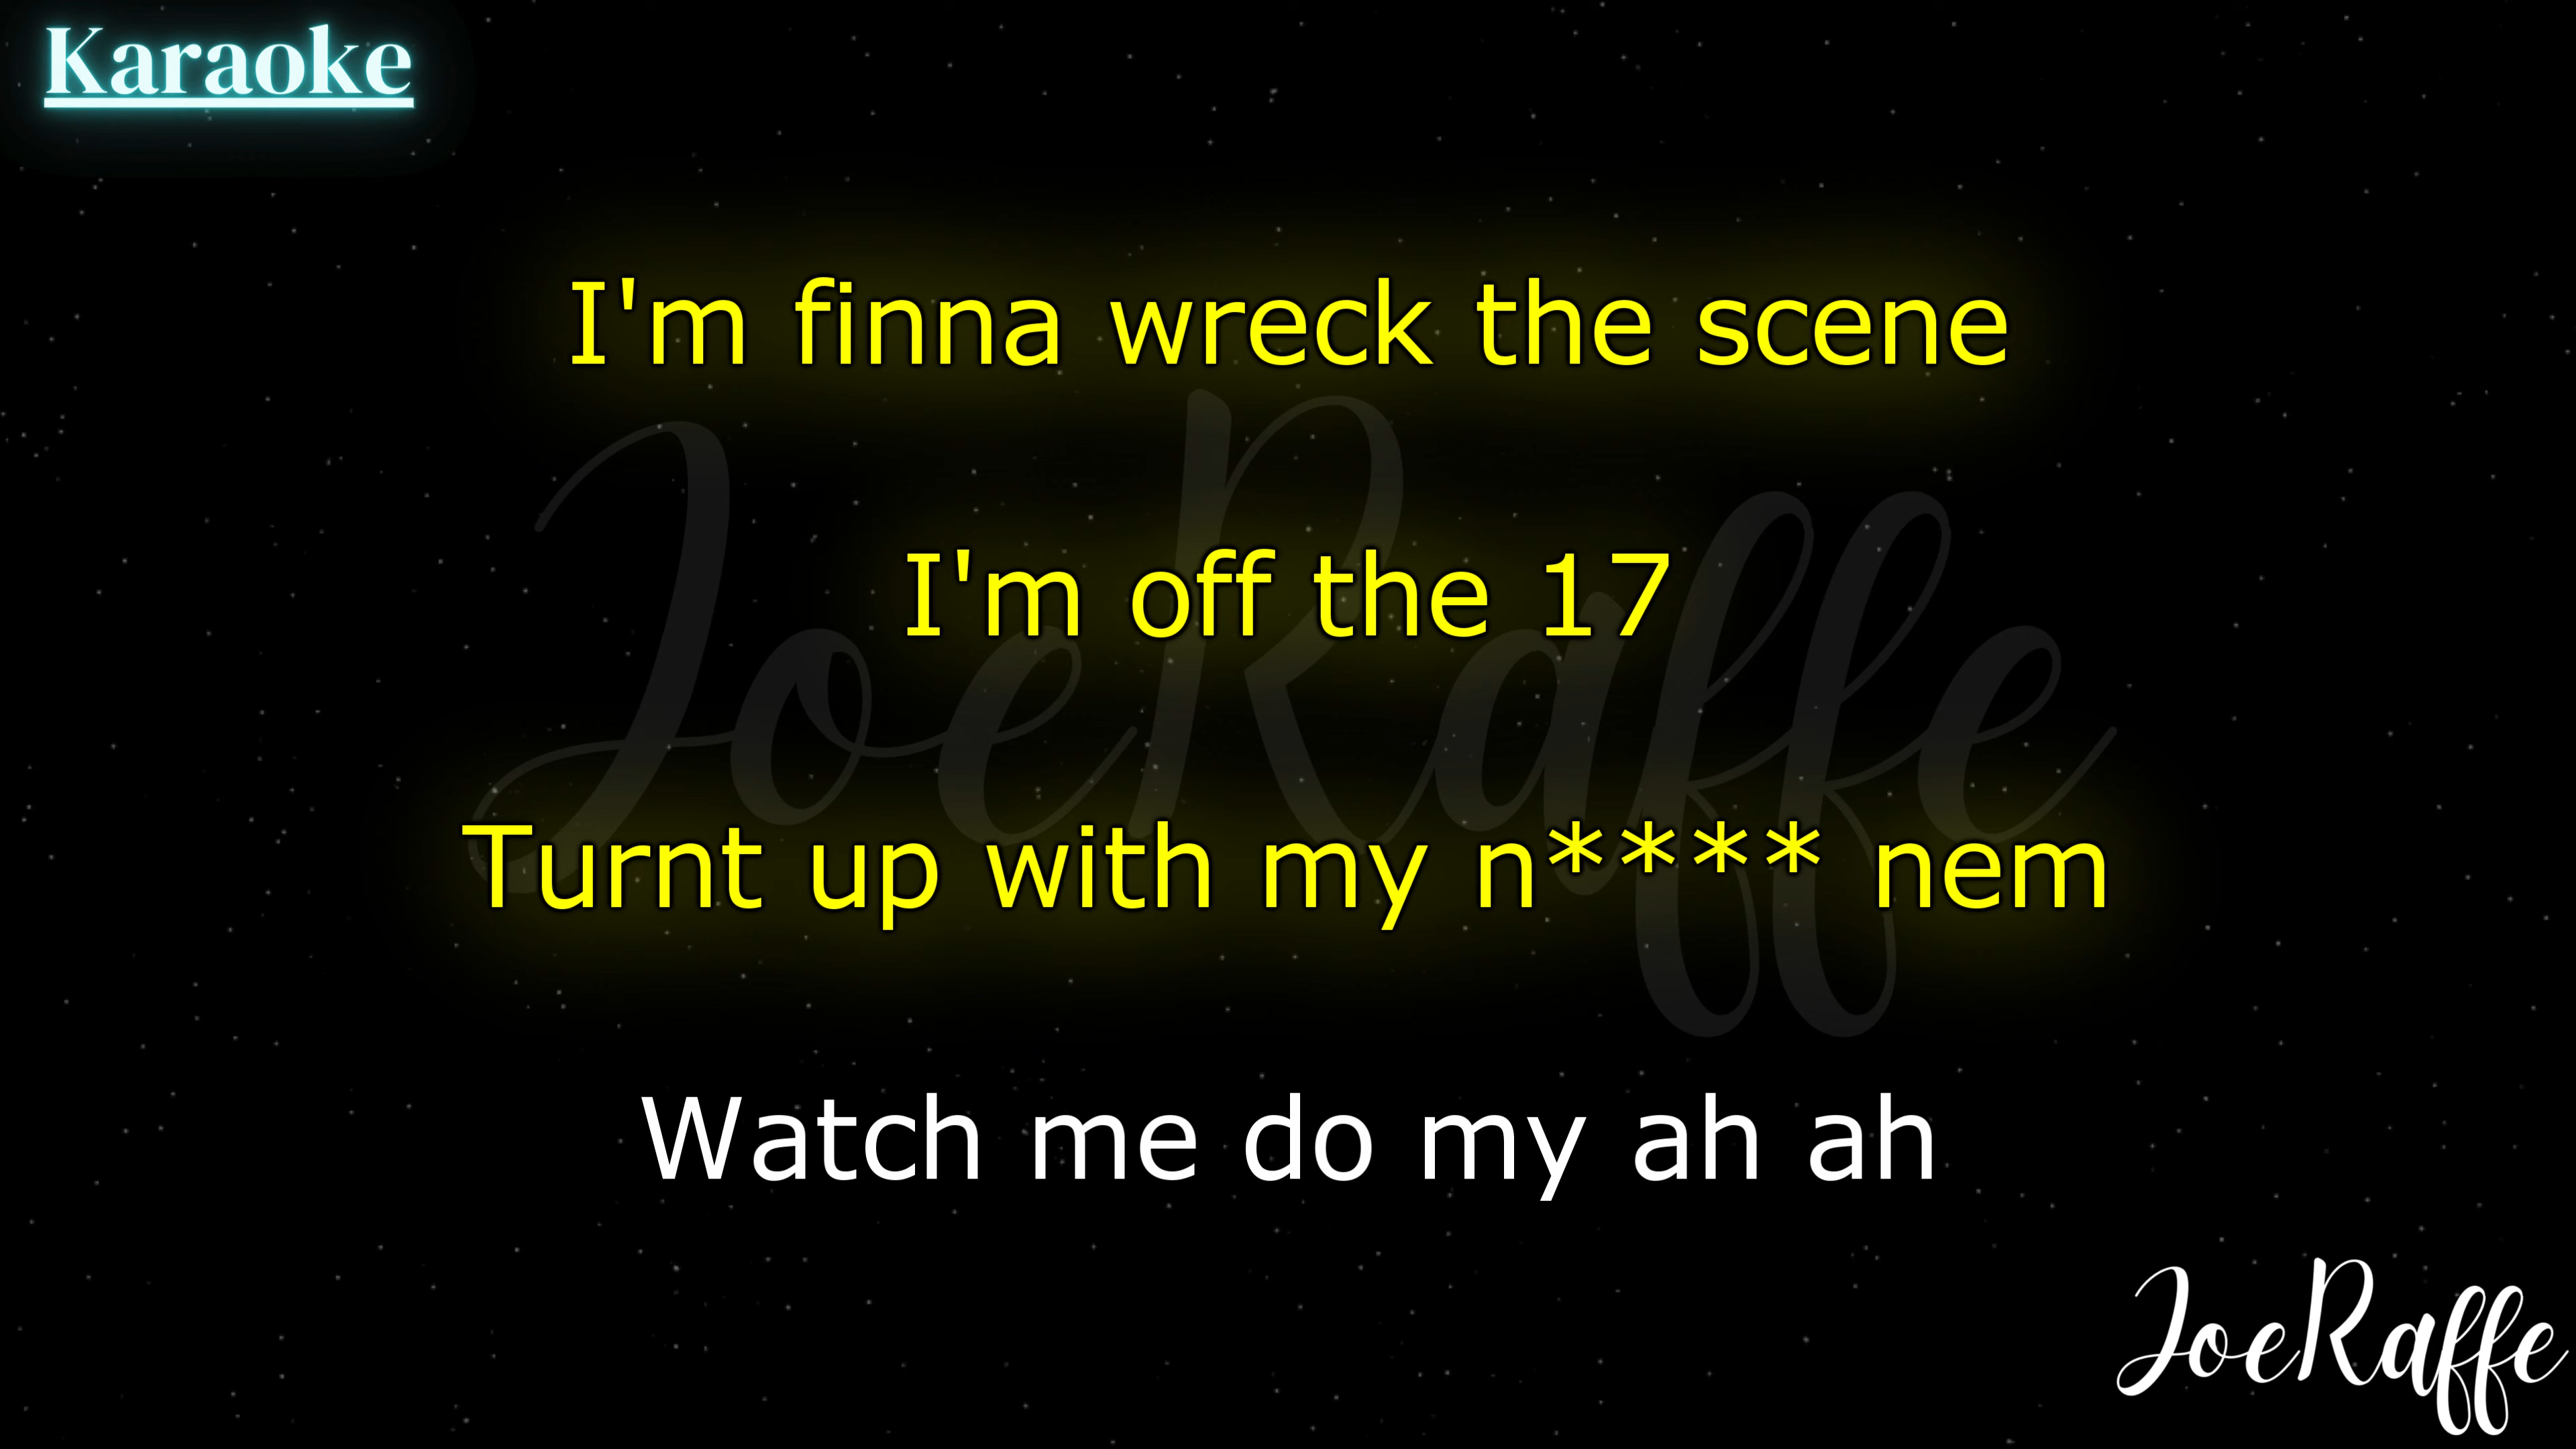 Karaoke
I'm finna wreck the scene
I'm off the 17
Turnt up with my n**** nem
Watch me do my ah ah
JoeRaffe
JoeRaffe